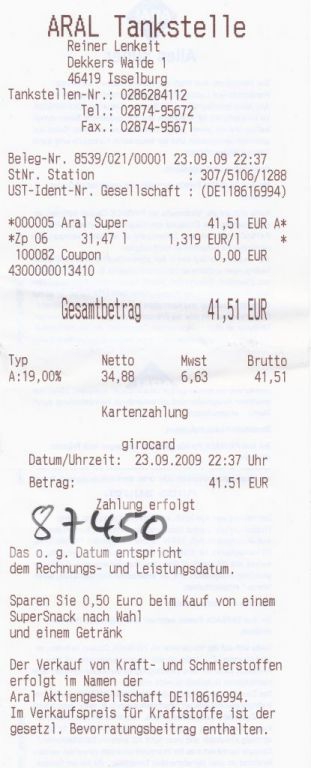 ARAL Tankstelle
Reiner Lenkeit
Dekkers Waide 1
46419 Isselburg
Tankstellen-Nr.: 0286284112
Tel.: 02874-95672
Fax.: 02874-95671
Beleg-Nr. 8539/021/00001 23.09.09 22:37
StNr. Station : 307/5106/1288
UST-Ident-Nr. Gesellschaft : (DE118616994)
*000005 Aral Super 41,51 EUR A*
*Zp 06 31,47 l 1,319 EUR/l *
100082 Coupon 0,00 EUR
4300000013410
Gesamtbetrag 41,51 EUR
Typ Netto Mwst Brutto
A:19,00% 34,88 6,63 41,51
Kartenzahlung
girocard
Datum/Uhrzeit: 23.09.2009 22:37 Uhr
Betrag: 41.51 EUR
Zahlung erfolgt
87450
Das o. g. Datum entspricht
dem Rechnungs- und Leistungsdatum.
Sparen Sie 0,50 Euro beim Kauf von einem
SuperSnack nach Wahl
und einem Getränk
Der Verkauf von Kraft- und Schmierstoffen
erfolgt im Namen der
Aral Aktiengesellschaft DE118616994.
Im Verkaufspreis für Kraftstoffe ist der
gesetzl. Bevorratungsbeitrag enthalten.